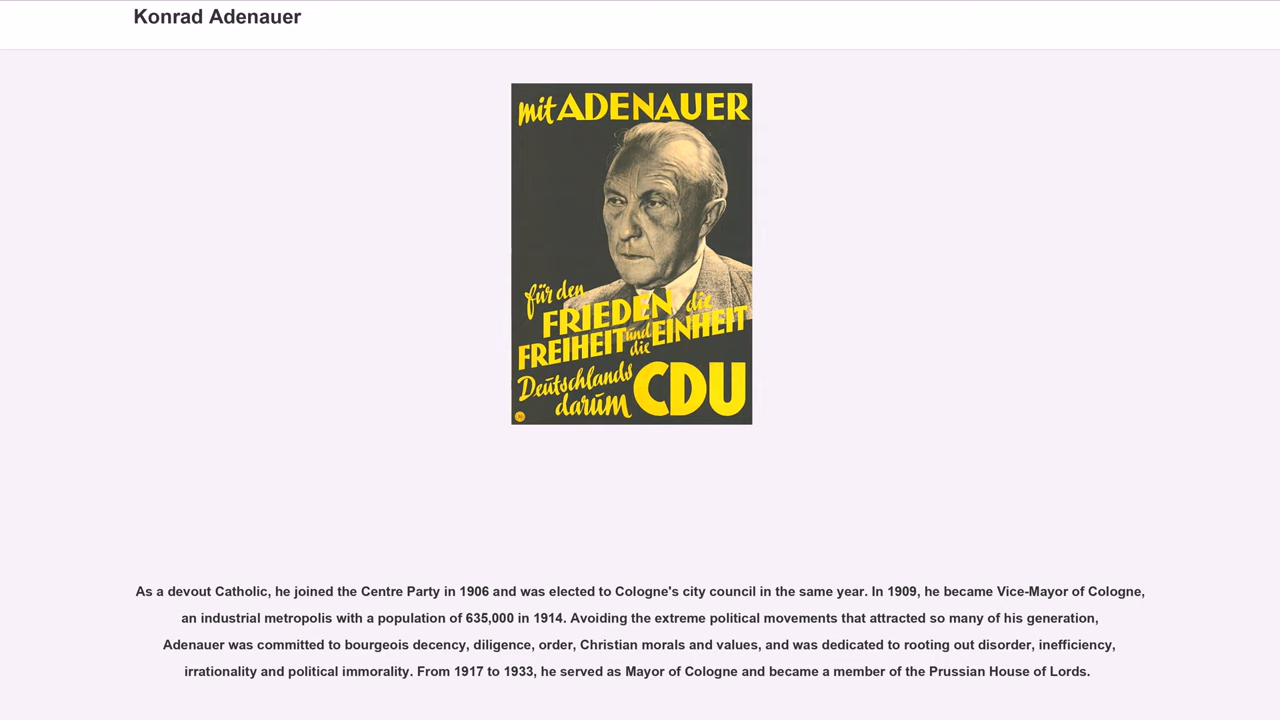 Konrad Adenauer
mit ADENAUER
für den
FRIEDEN die
FREIHEIT und die EINHEIT
Deutschlands
darum CDU
As a devout Catholic, he joined the Centre Party in 1906 and was elected to Cologne's city council in the same year. In 1909, he became Vice-Mayor of Cologne,
an industrial metropolis with a population of 635,000 in 1914. Avoiding the extreme political movements that attracted so many of his generation,
Adenauer was committed to bourgeois decency, diligence, order, Christian morals and values, and was dedicated to rooting out disorder, inefficiency,
irrationality and political immorality. From 1917 to 1933, he served as Mayor of Cologne and became a member of the Prussian House of Lords.